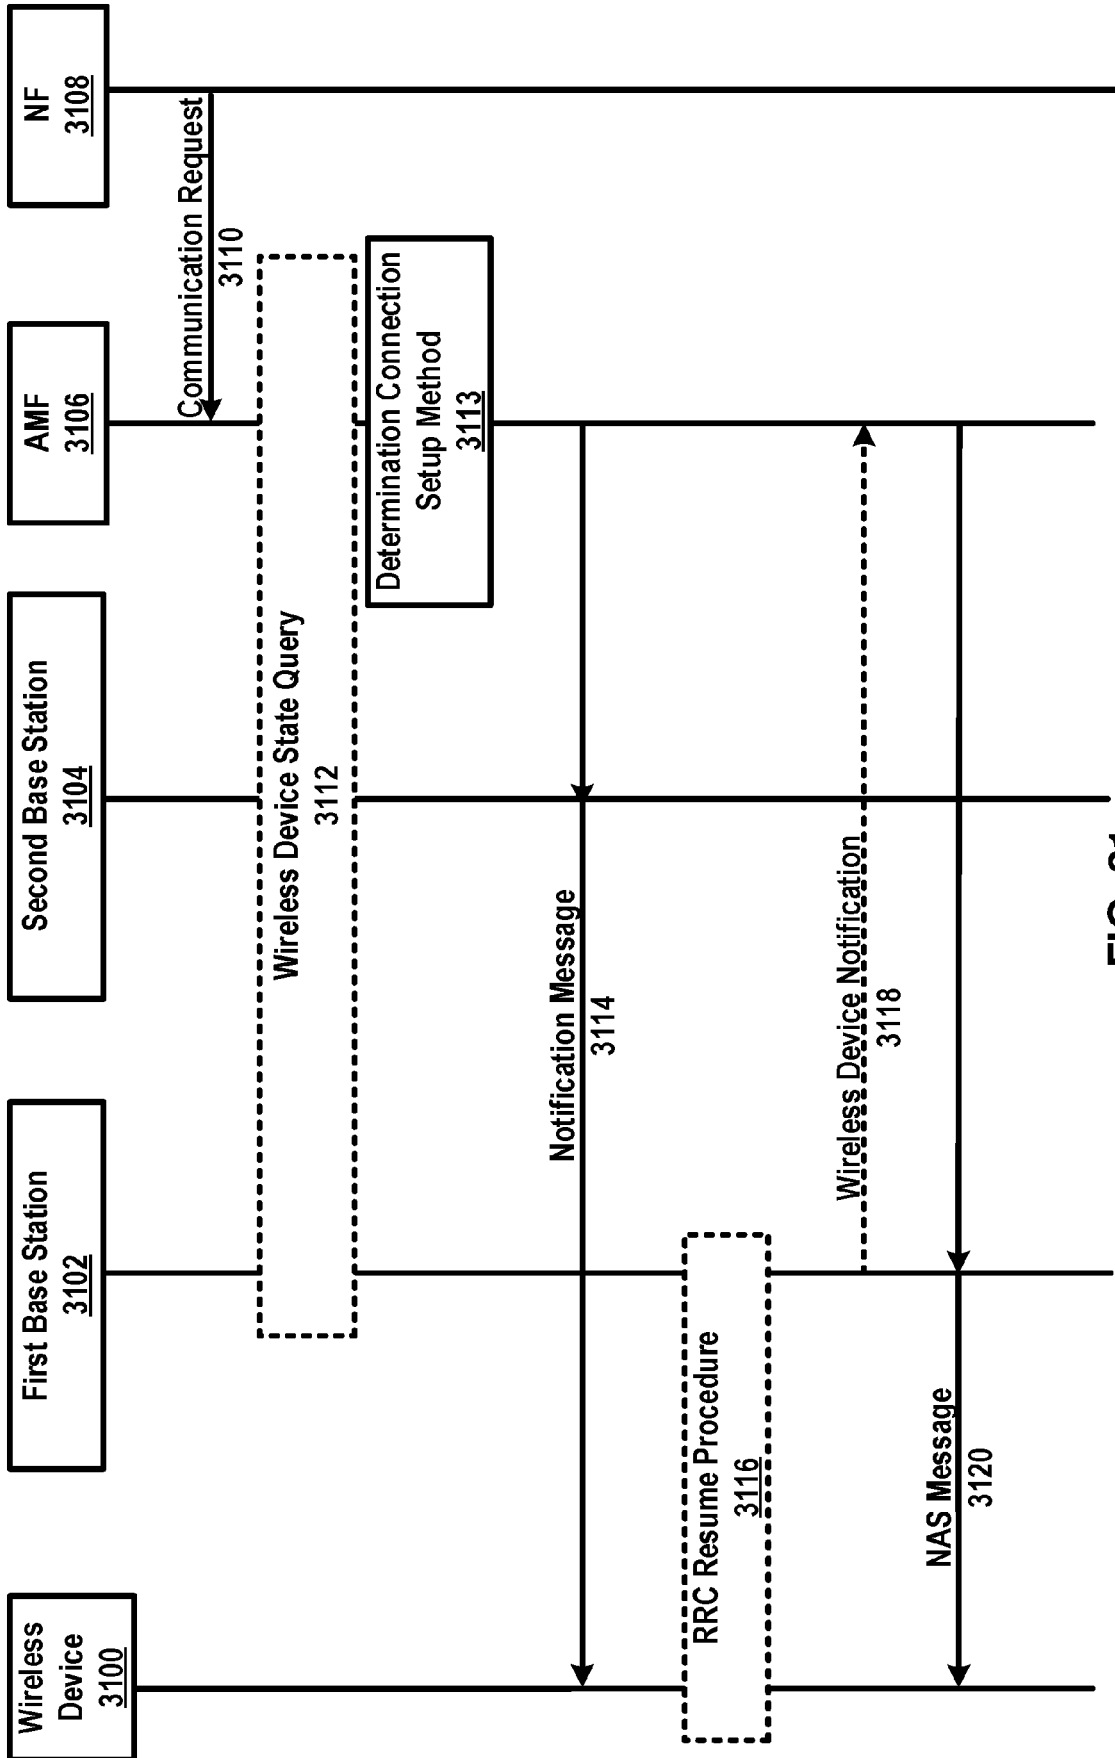 Wireless
Device
3100
First Base Station
3102
Second Base Station
3104
AMF
3106
NF
3108
Communication Request
3110
Wireless Device State Query
3112
Determination Connection
Setup Method
3113
Notification Message
3114
RRC Resume Procedure
3116
Wireless Device Notification
3118
NAS Message
3120
FIG.